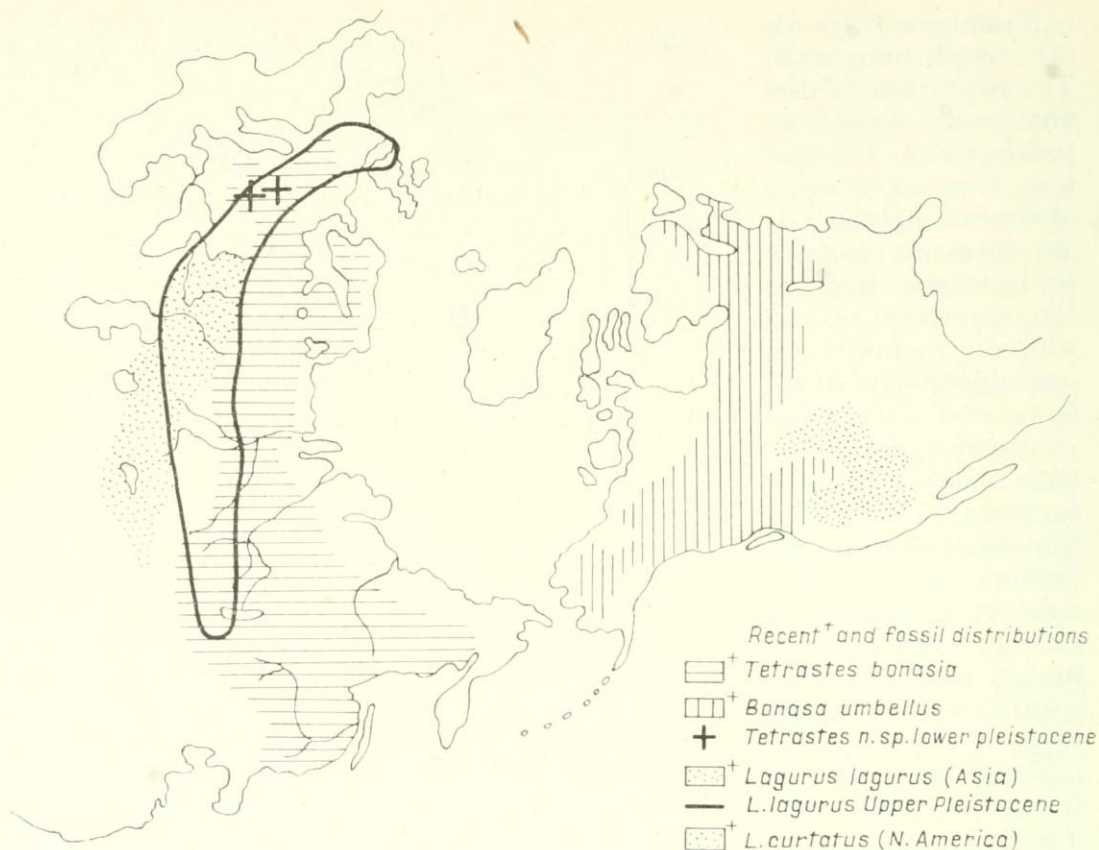 Recent+ and fossil distributions
+ Tetrastes bonasia
+ Bonasa umbellus
+ Tetrastes n. sp. lower pleistocene
+ Lagurus lagurus (Asia)
L. lagurus Upper Pleistocene
+ L. curtatus (N. America)